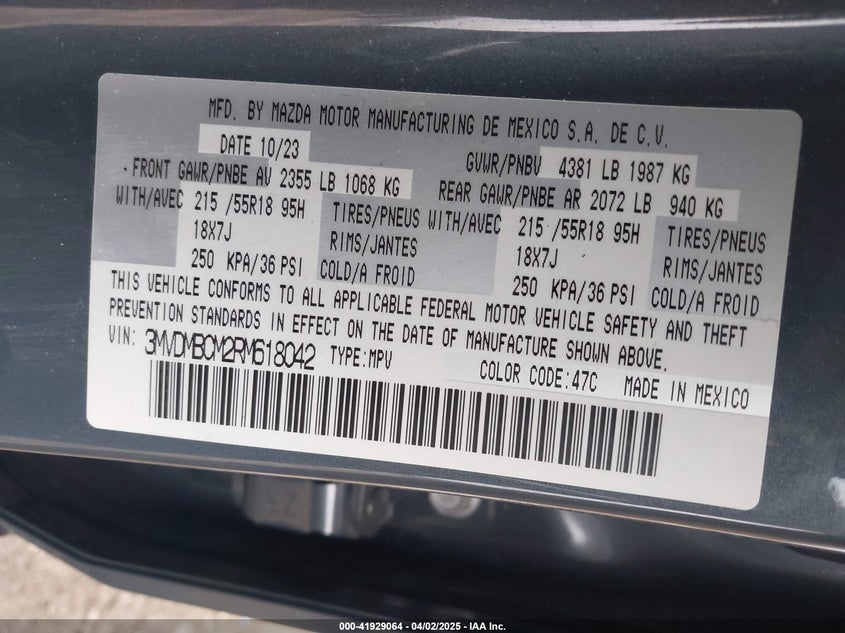 MFD. BY MAZDA MOTOR MANUFACTURING DE MEXICO S.A. DE C.V.
DATE 10/23 GVWR/PNBV 4381 LB 1987 KG
FRONT GAWR/PNBE AV 2355 LB 1068 KG REAR GAWR/PNBE AR 2072 LB 940 KG
WITH/AVEC 215 /55R18 95H TIRES/PNEUS WITH/AVEC 215 /55R18 95H TIRES/PNEUS
18X7J RIMS/JANTES 18X7J RIMS/JANTES
250 KPA/36 PSI COLD/A FROID 250 KPA/36 PSI COLD/A FROID
THIS VEHICLE CONFORMS TO ALL APPLICABLE FEDERAL MOTOR VEHICLE SAFETY AND THEFT
PREVENTION STANDARDS IN EFFECT ON THE DATE OF MANUFACTURE SHOWN ABOVE.
VIN: 3MVDMBCM2RM618042 TYPE:MPV COLOR CODE:47C MADE IN MEXICO
000-41929064 - 04/02/2025 - IAA Inc.